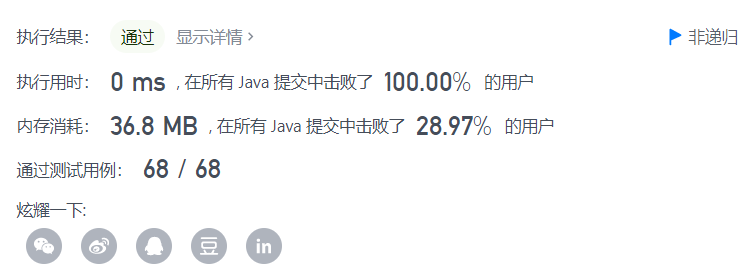 执行结果： 通过 显示详情 › 非递归
执行用时： 0 ms , 在所有 Java 提交中击败了 100.00% 的用户
内存消耗： 36.8 MB , 在所有 Java 提交中击败了 28.97% 的用户
通过测试用例： 68 / 68
炫耀一下:
豆 in